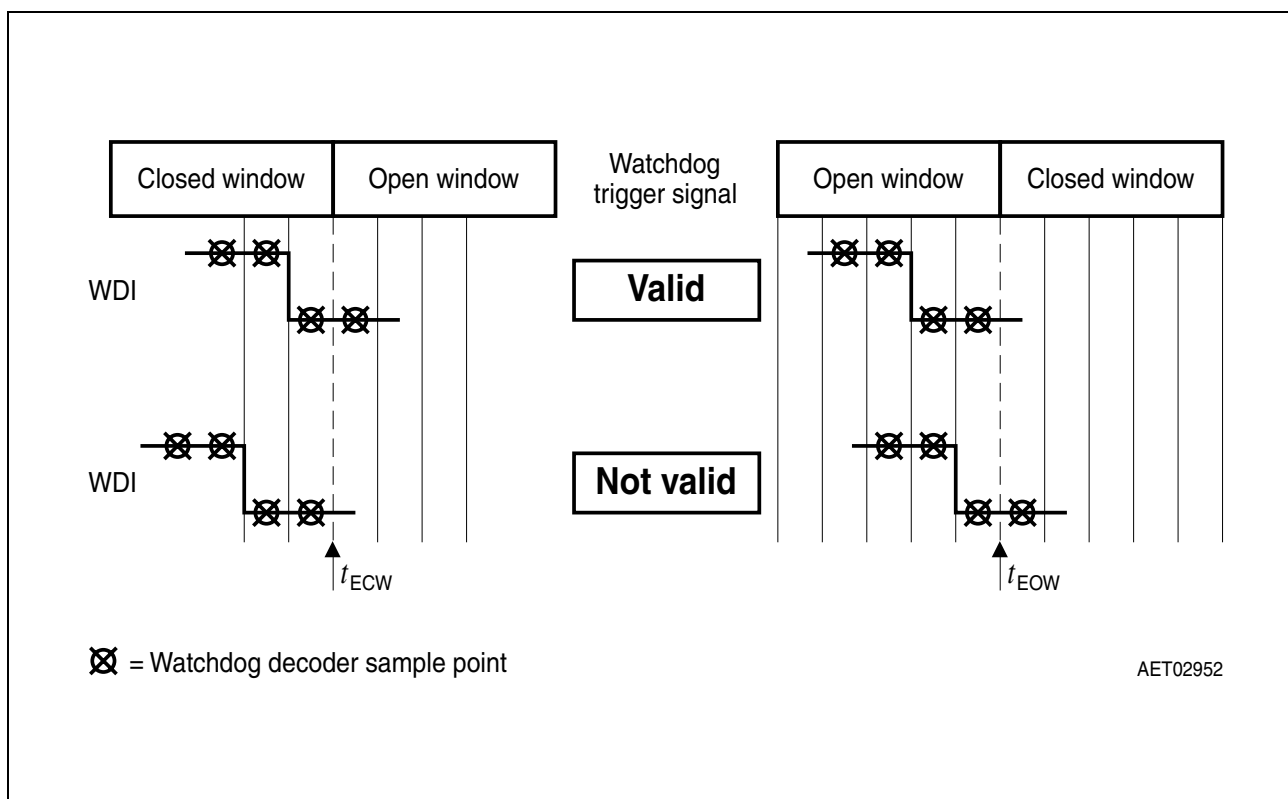 Closed window
Open window
Watchdog
trigger signal
Open window
Closed window
WDI
Valid
WDI
Not valid
tECW
tEOW
= Watchdog decoder sample point
AET02952